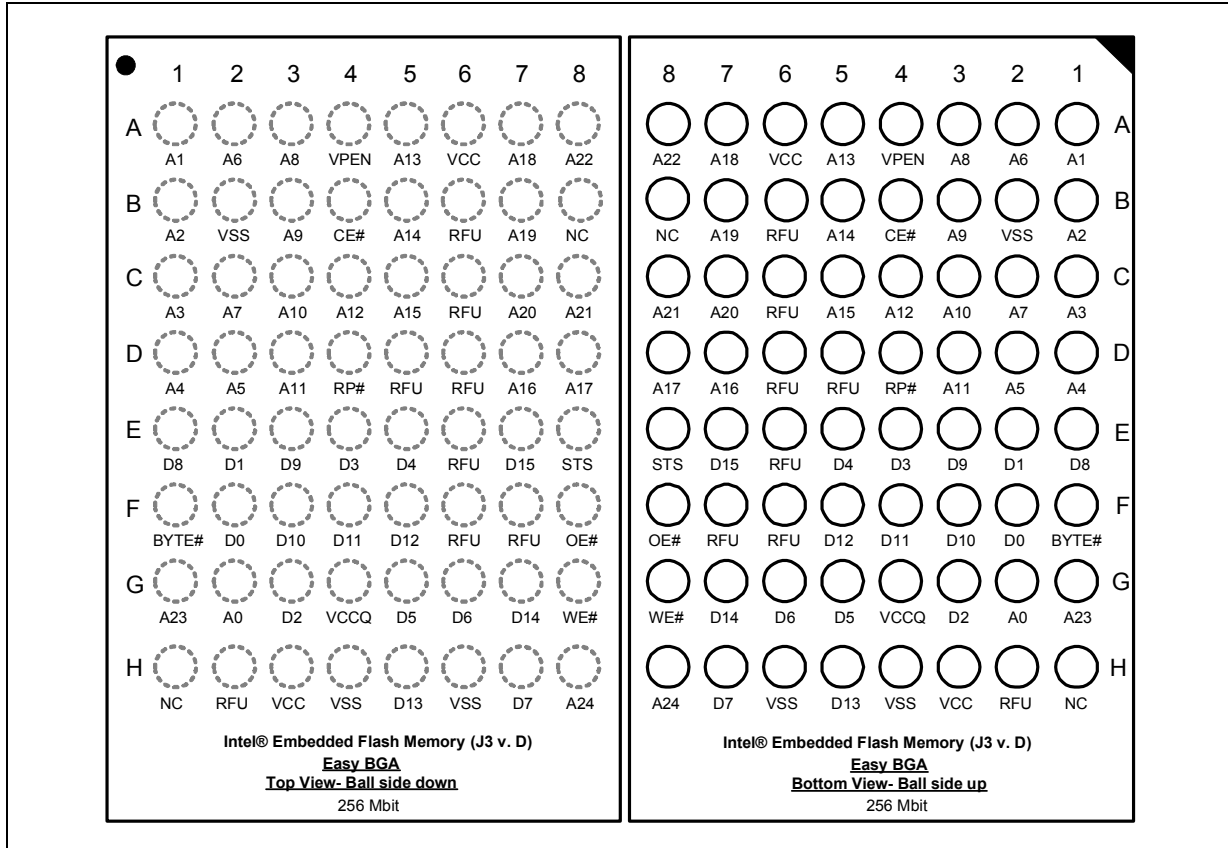 1 2 3 4 5 6 7 8
A
A1 A6 A8 VPEN A13 VCC A18 A22
B
A2 VSS A9 CE# A14 RFU A19 NC
C
A3 A7 A10 A12 A15 RFU A20 A21
D
A4 A5 A11 RP# RFU RFU A16 A17
E
D8 D1 D9 D3 D4 RFU D15 STS
F
BYTE# D0 D10 D11 D12 RFU RFU OE#
G
A23 A0 D2 VCCQ D5 D6 D14 WE#
H
NC RFU VCC VSS D13 VSS D7 A24
Intel® Embedded Flash Memory (J3 v. D)
Easy BGA
Top View- Ball side down
256 Mbit
8 7 6 5 4 3 2 1
A
A22 A18 VCC A13 VPEN A8 A6 A1
B
NC A19 RFU A14 CE# A9 VSS A2
C
A21 A20 RFU A15 A12 A10 A7 A3
D
A17 A16 RFU RFU RP# A11 A5 A4
E
STS D15 RFU D4 D3 D9 D1 D8
F
OE# RFU RFU D12 D11 D10 D0 BYTE#
G
WE# D14 D6 D5 VCCQ D2 A0 A23
H
A24 D7 VSS D13 VSS VCC RFU NC
Intel® Embedded Flash Memory (J3 v. D)
Easy BGA
Bottom View- Ball side up
256 Mbit